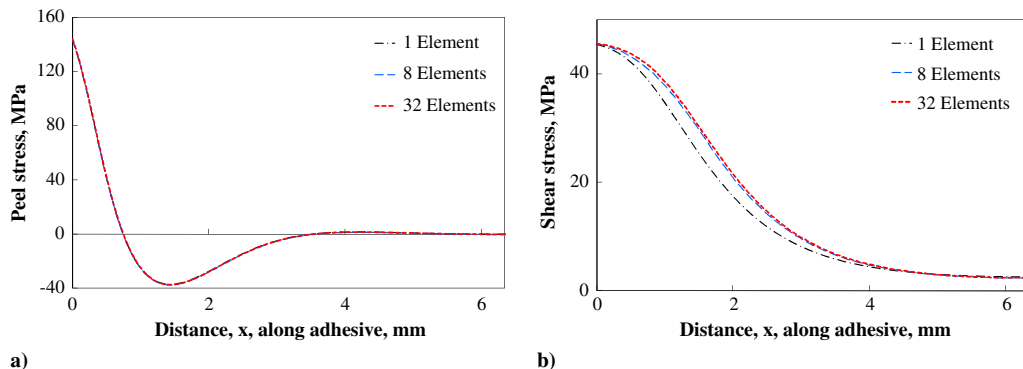 160
120
80
40
0
-40
Peel stress, MPa
1 Element
8 Elements
32 Elements
0
2
4
6
Distance, x, along adhesive, mm
a)
40
20
0
Shear stress, MPa
1 Element
8 Elements
32 Elements
0
2
4
6
Distance, x, along adhesive, mm
b)